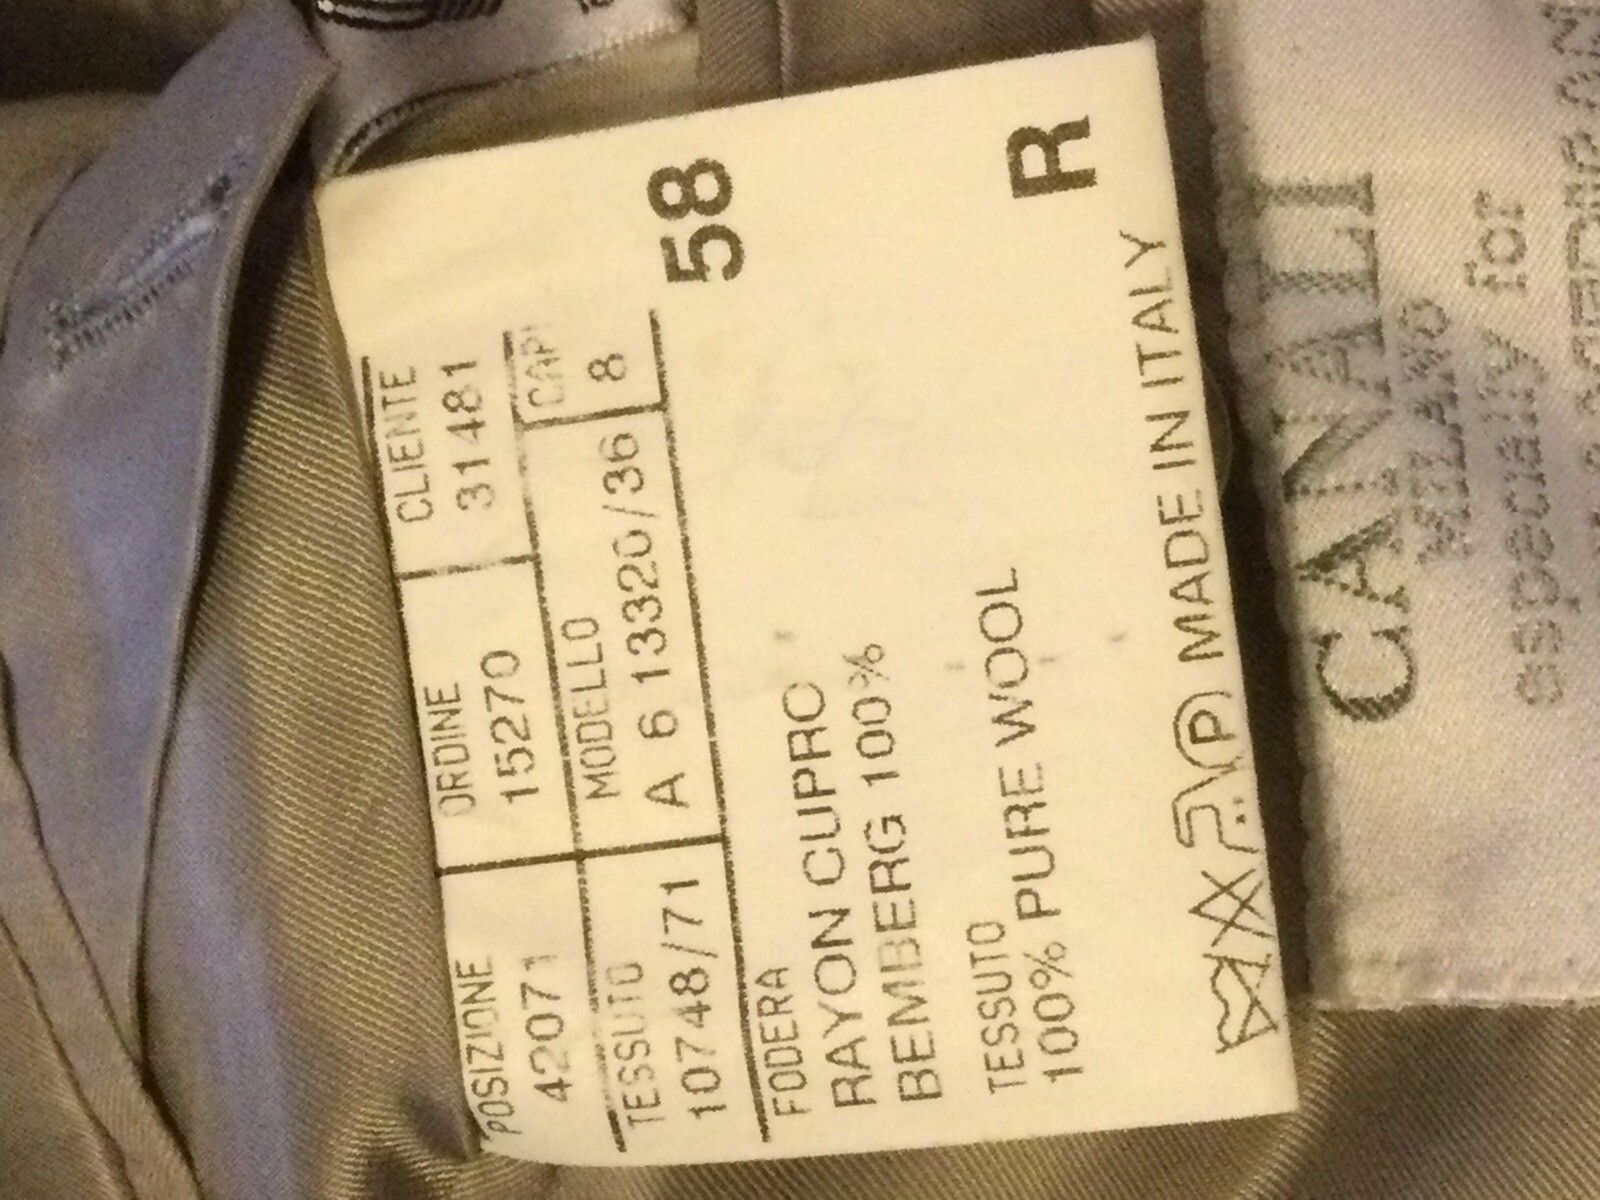 POSIZIONE ORDINE CLIENTE
42071 15270 31481
TESSUTO MODELLO CAPI
10748/71 A 6 13320/36 8
58
FODERA
RAYON CUPRO
BEMBERG 100%
TESSUTO
100% PURE WOOL
R
P MADE IN ITALY
CANALI
MILANO
especially for